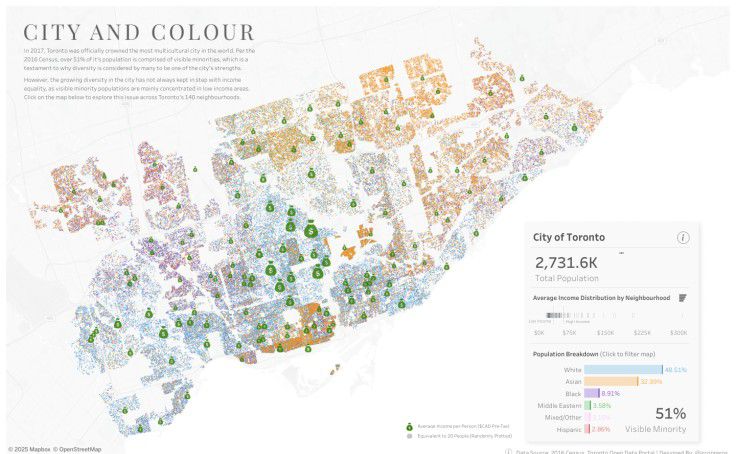 CITY AND COLOUR
In 2017, Toronto was officially crowned the most multicultural city in the world. Per the
2016 Census, over 51% of it's population is comprised of visible minorities, which is a
testament to why diversity is considered by many to be one of the city's strengths.
However, the growing diversity in the city has not always kept in step with income
equality, as visible minority populations are mainly concentrated in low income areas.
Click on the map below to explore this issue across Toronto's 140 neighbourhoods.
City of Toronto
2,731.6K
Total Population
Average Income Distribution by Neighbourhood
Low Income
High Income
$0K $75K $150K $225K $300K
Population Breakdown (Click to filter map)
White 48.51%
Asian 32.89%
Black 8.91%
Middle Eastern 3.58%
Mixed/Other
Hispanic 2.86%
51%
Visible Minority
Average Income per Person ($CAD Pre-Tax)
Equivalent to 20 People (Randomly Plotted)
© 2025 Mapbox © OpenStreetMap
Data Source: 2016 Census, Toronto Open Data Portal | Designed By: